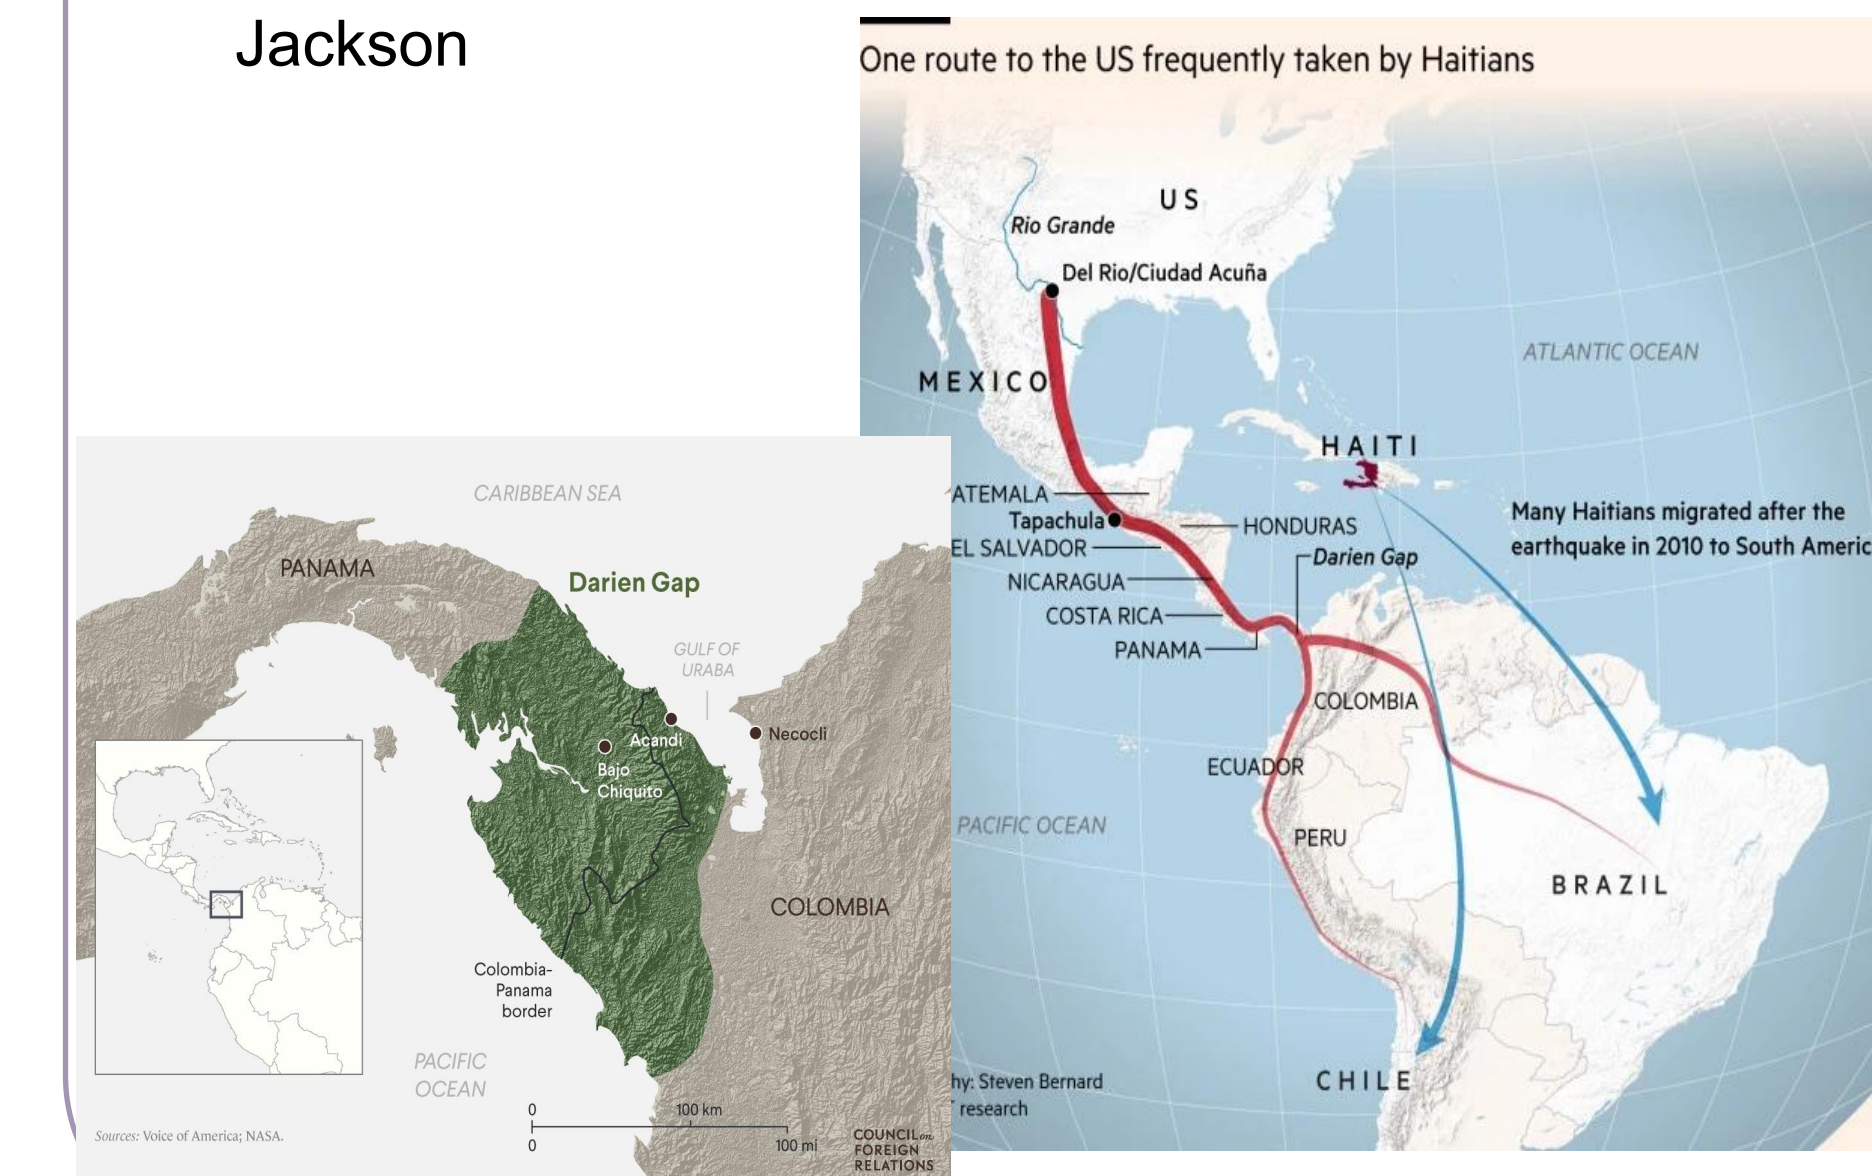 Jackson
One route to the US frequently taken by Haitians
US
Rio Grande
Del Rio/Ciudad Acuña
ATLANTIC OCEAN
MEXICO
HAITI
ATEMALA
Tapachula
HONDURAS
EL SALVADOR
Darien Gap
NICARAGUA
COSTA RICA
PANAMA
Many Haitians migrated after the
earthquake in 2010 to South Americ
COLOMBIA
ECUADOR
PACIFIC OCEAN
PERU
BRAZIL
CHILE
hy: Steven Bernard
research
CARIBBEAN SEA
PANAMA
Darien Gap
GULF OF
URABA
Acandi
Necocli
Bajo
Chiquito
COLOMBIA
Colombia-
Panama
border
PACIFIC
OCEAN
0 100 km
0 100 mi
Sources: Voice of America; NASA.
COUNCIL on
FOREIGN
RELATIONS